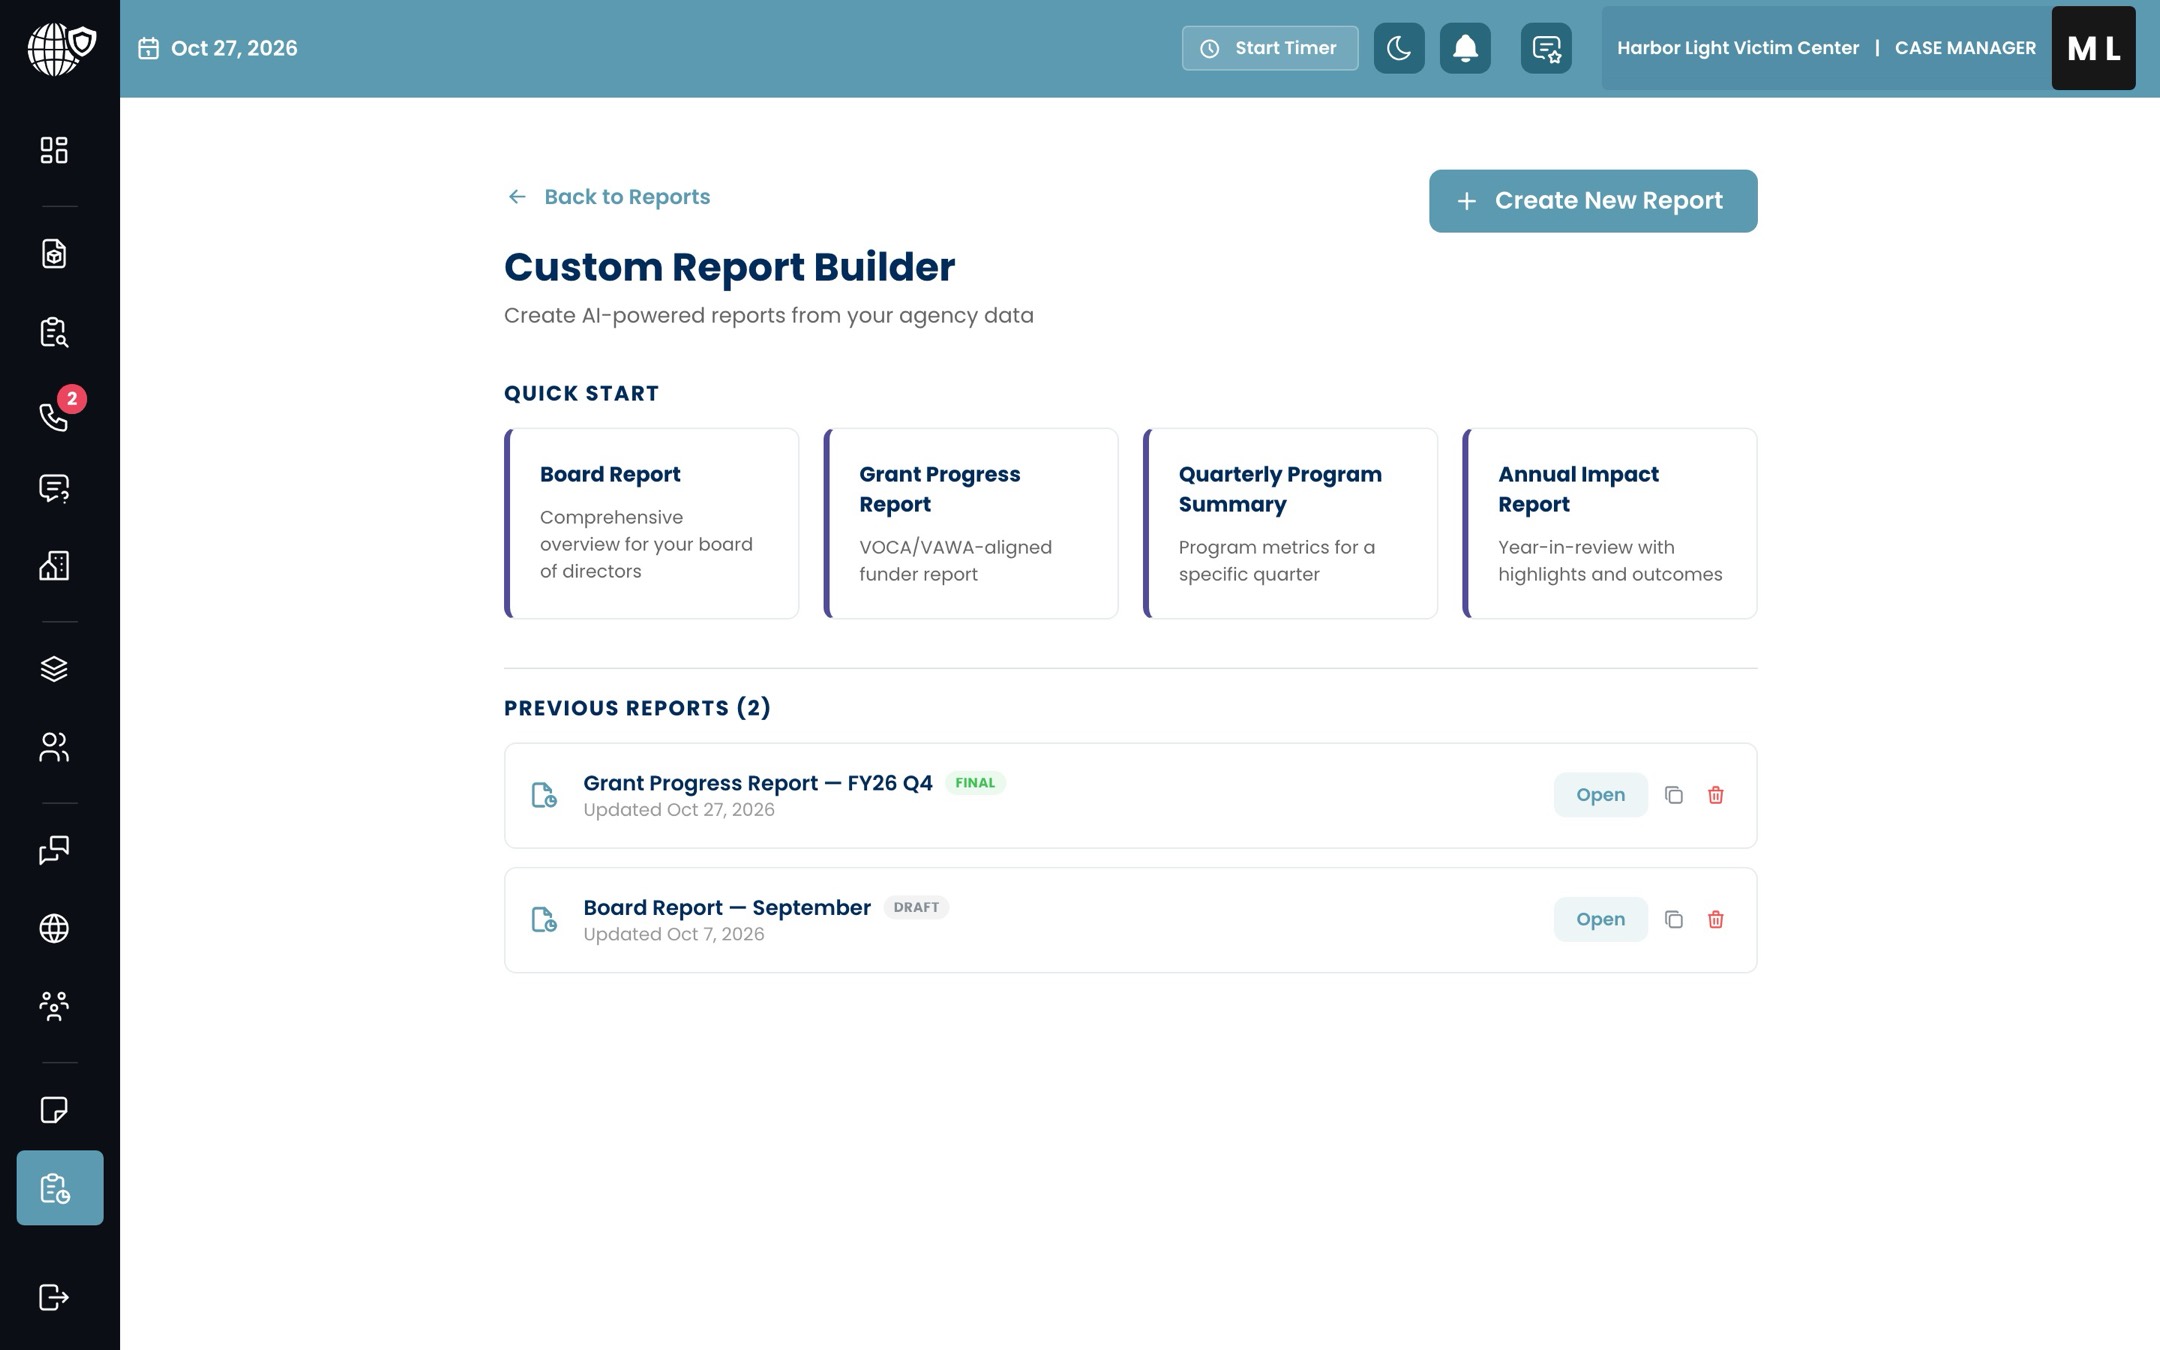 Oct 27, 2026
Start Timer
Harbor Light Victim Center | CASE MANAGER
M L
2
Back to Reports
Create New Report
Custom Report Builder
Create AI-powered reports from your agency data
QUICK START
Board Report
Comprehensive
overview for your board
of directors
Grant Progress
Report
VOCA/VAWA-aligned
funder report
Quarterly Program
Summary
Program metrics for a
specific quarter
Annual Impact
Report
Year-in-review with
highlights and outcomes
PREVIOUS REPORTS (2)
Grant Progress Report — FY26 Q4 FINAL
Updated Oct 27, 2026
Open
Board Report — September DRAFT
Updated Oct 7, 2026
Open